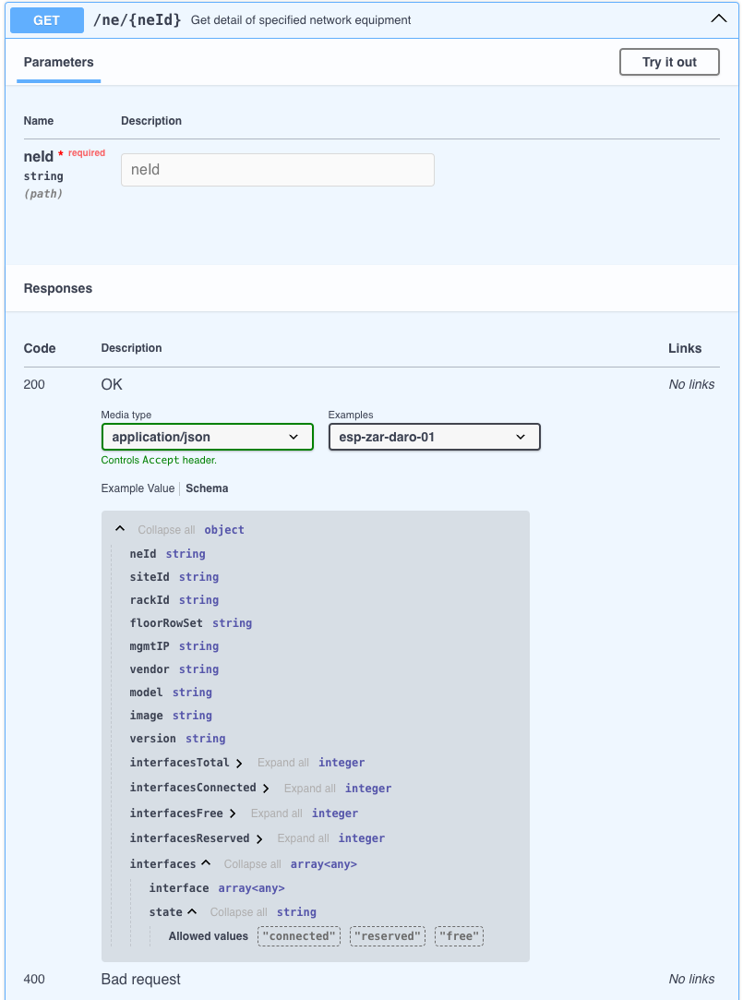 GET /ne/{neId} Get detail of specified network equipment
Parameters Try it out
Name Description
neId * required
string
(path)
neId
Responses
Code Description Links
200 OK No links
Media type Examples
application/json esp-zar-daro-01
Controls Accept header.
Example Value Schema
Collapse all object
neId string
siteId string
rackId string
floorRowSet string
mgmtIP string
vendor string
model string
image string
version string
interfacesTotal Expand all integer
interfacesConnected Expand all integer
interfacesFree Expand all integer
interfacesReserved Expand all integer
interfaces Collapse all array<any>
interface array<any>
state Collapse all string
Allowed values "connected" "reserved" "free"
400 Bad request No links